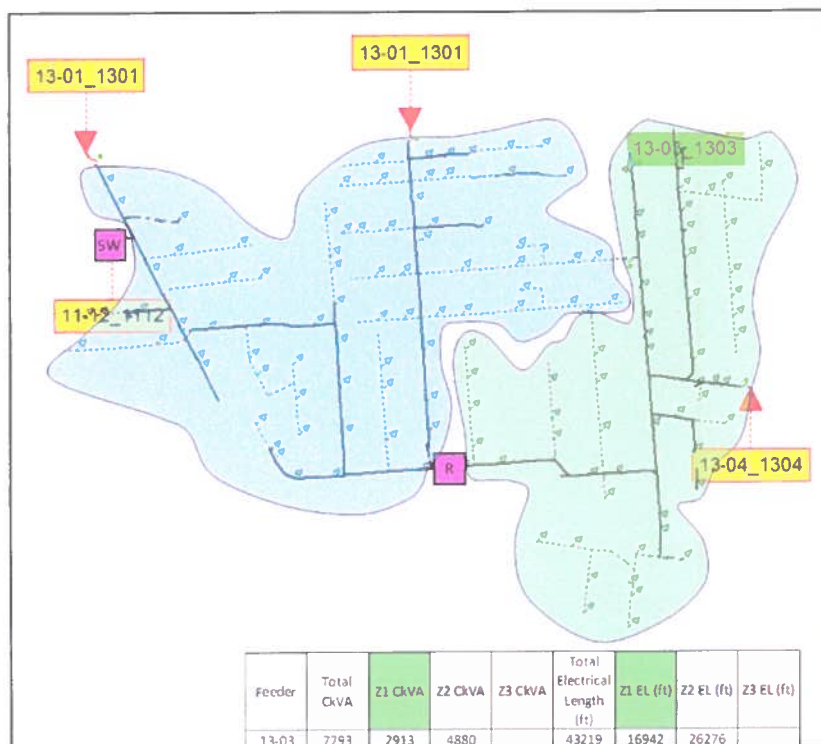 13-01_1301
13-01_1301
1303
SW
R
13-04_1304
Feeder Total CkVA Z1 CkVA Z2 CkVA Z3 CkVA Total Electrical Length (ft) Z1 EL (ft) Z2 EL (ft) Z3 EL (ft)
13-03 7793 2913 4880 43219 16942 26276